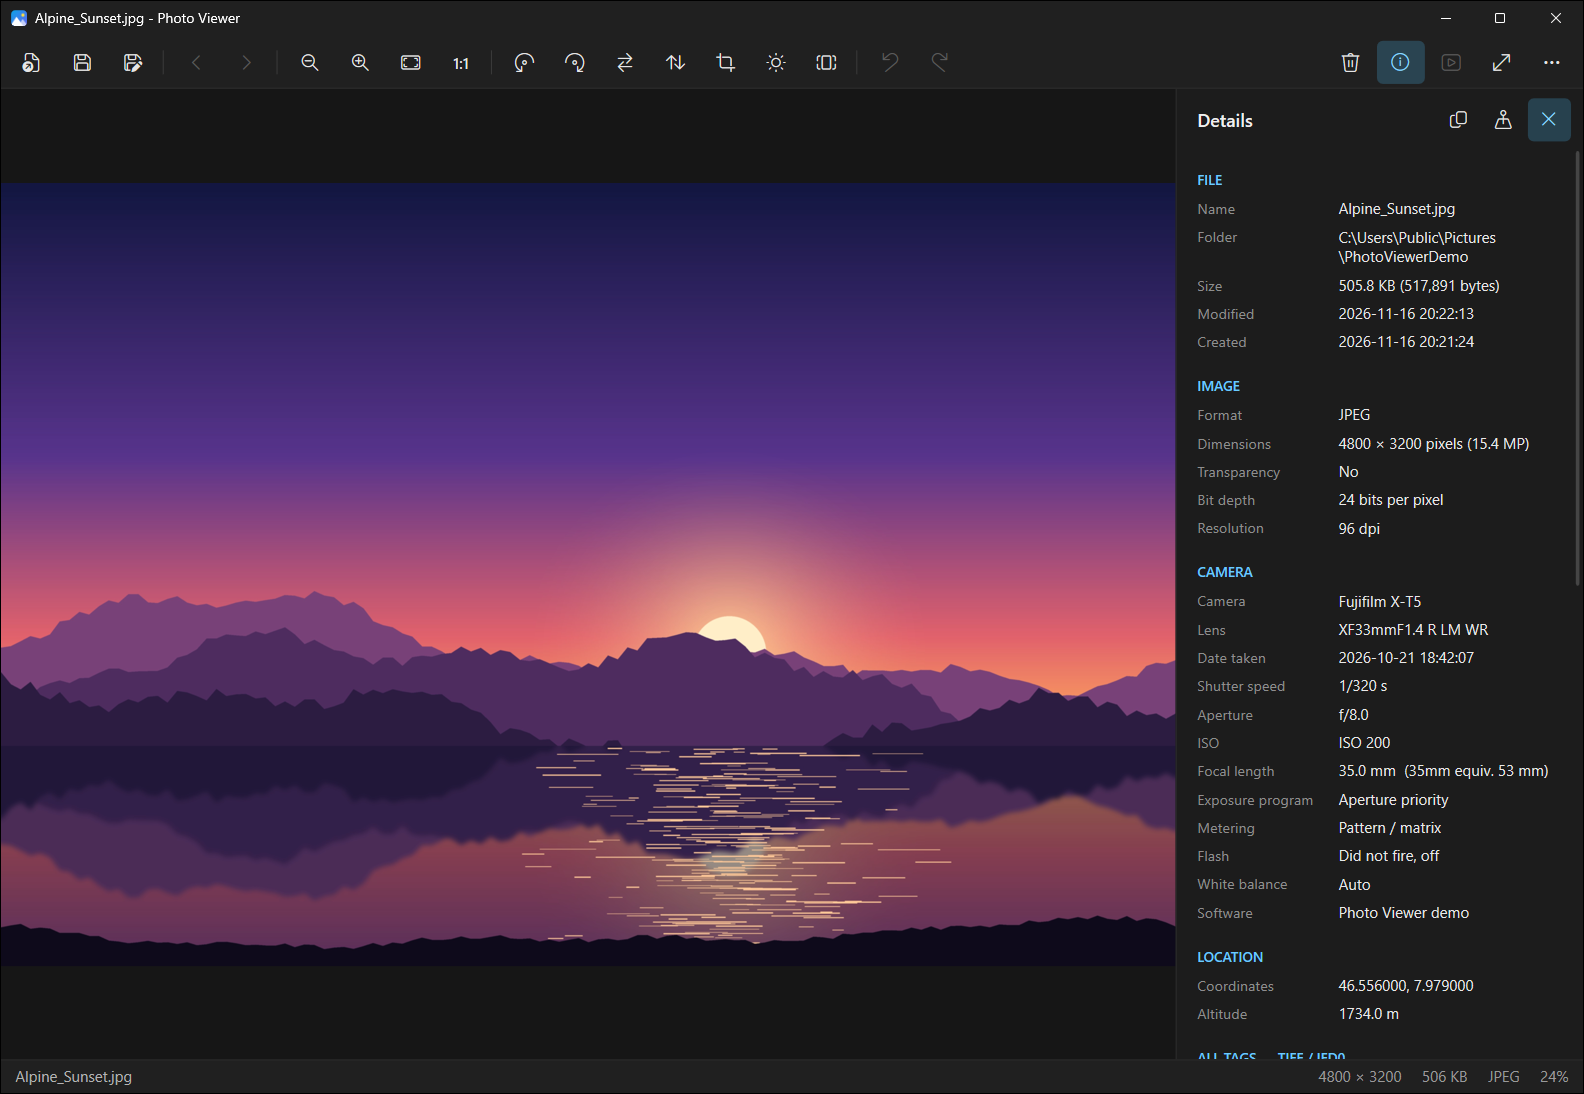 Alpine_Sunset.jpg - Photo Viewer
1:1
Details
FILE
Name Alpine_Sunset.jpg
Folder C:\Users\Public\Pictures
\PhotoViewerDemo
Size 505.8 KB (517,891 bytes)
Modified 2026-11-16 20:22:13
Created 2026-11-16 20:21:24
IMAGE
Format JPEG
Dimensions 4800 × 3200 pixels (15.4 MP)
Transparency No
Bit depth 24 bits per pixel
Resolution 96 dpi
CAMERA
Camera Fujifilm X-T5
Lens XF33mmF1.4 R LM WR
Date taken 2026-10-21 18:42:07
Shutter speed 1/320 s
Aperture f/8.0
ISO ISO 200
Focal length 35.0 mm (35mm equiv. 53 mm)
Exposure program Aperture priority
Metering Pattern / matrix
Flash Did not fire, off
White balance Auto
Software Photo Viewer demo
LOCATION
Coordinates 46.556000, 7.979000
Altitude 1734.0 m
ALL TAGS TIFF / IFD0
Alpine_Sunset.jpg 4800 × 3200 506 KB JPEG 24%